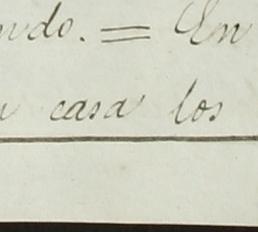 ndo. = En
casa los